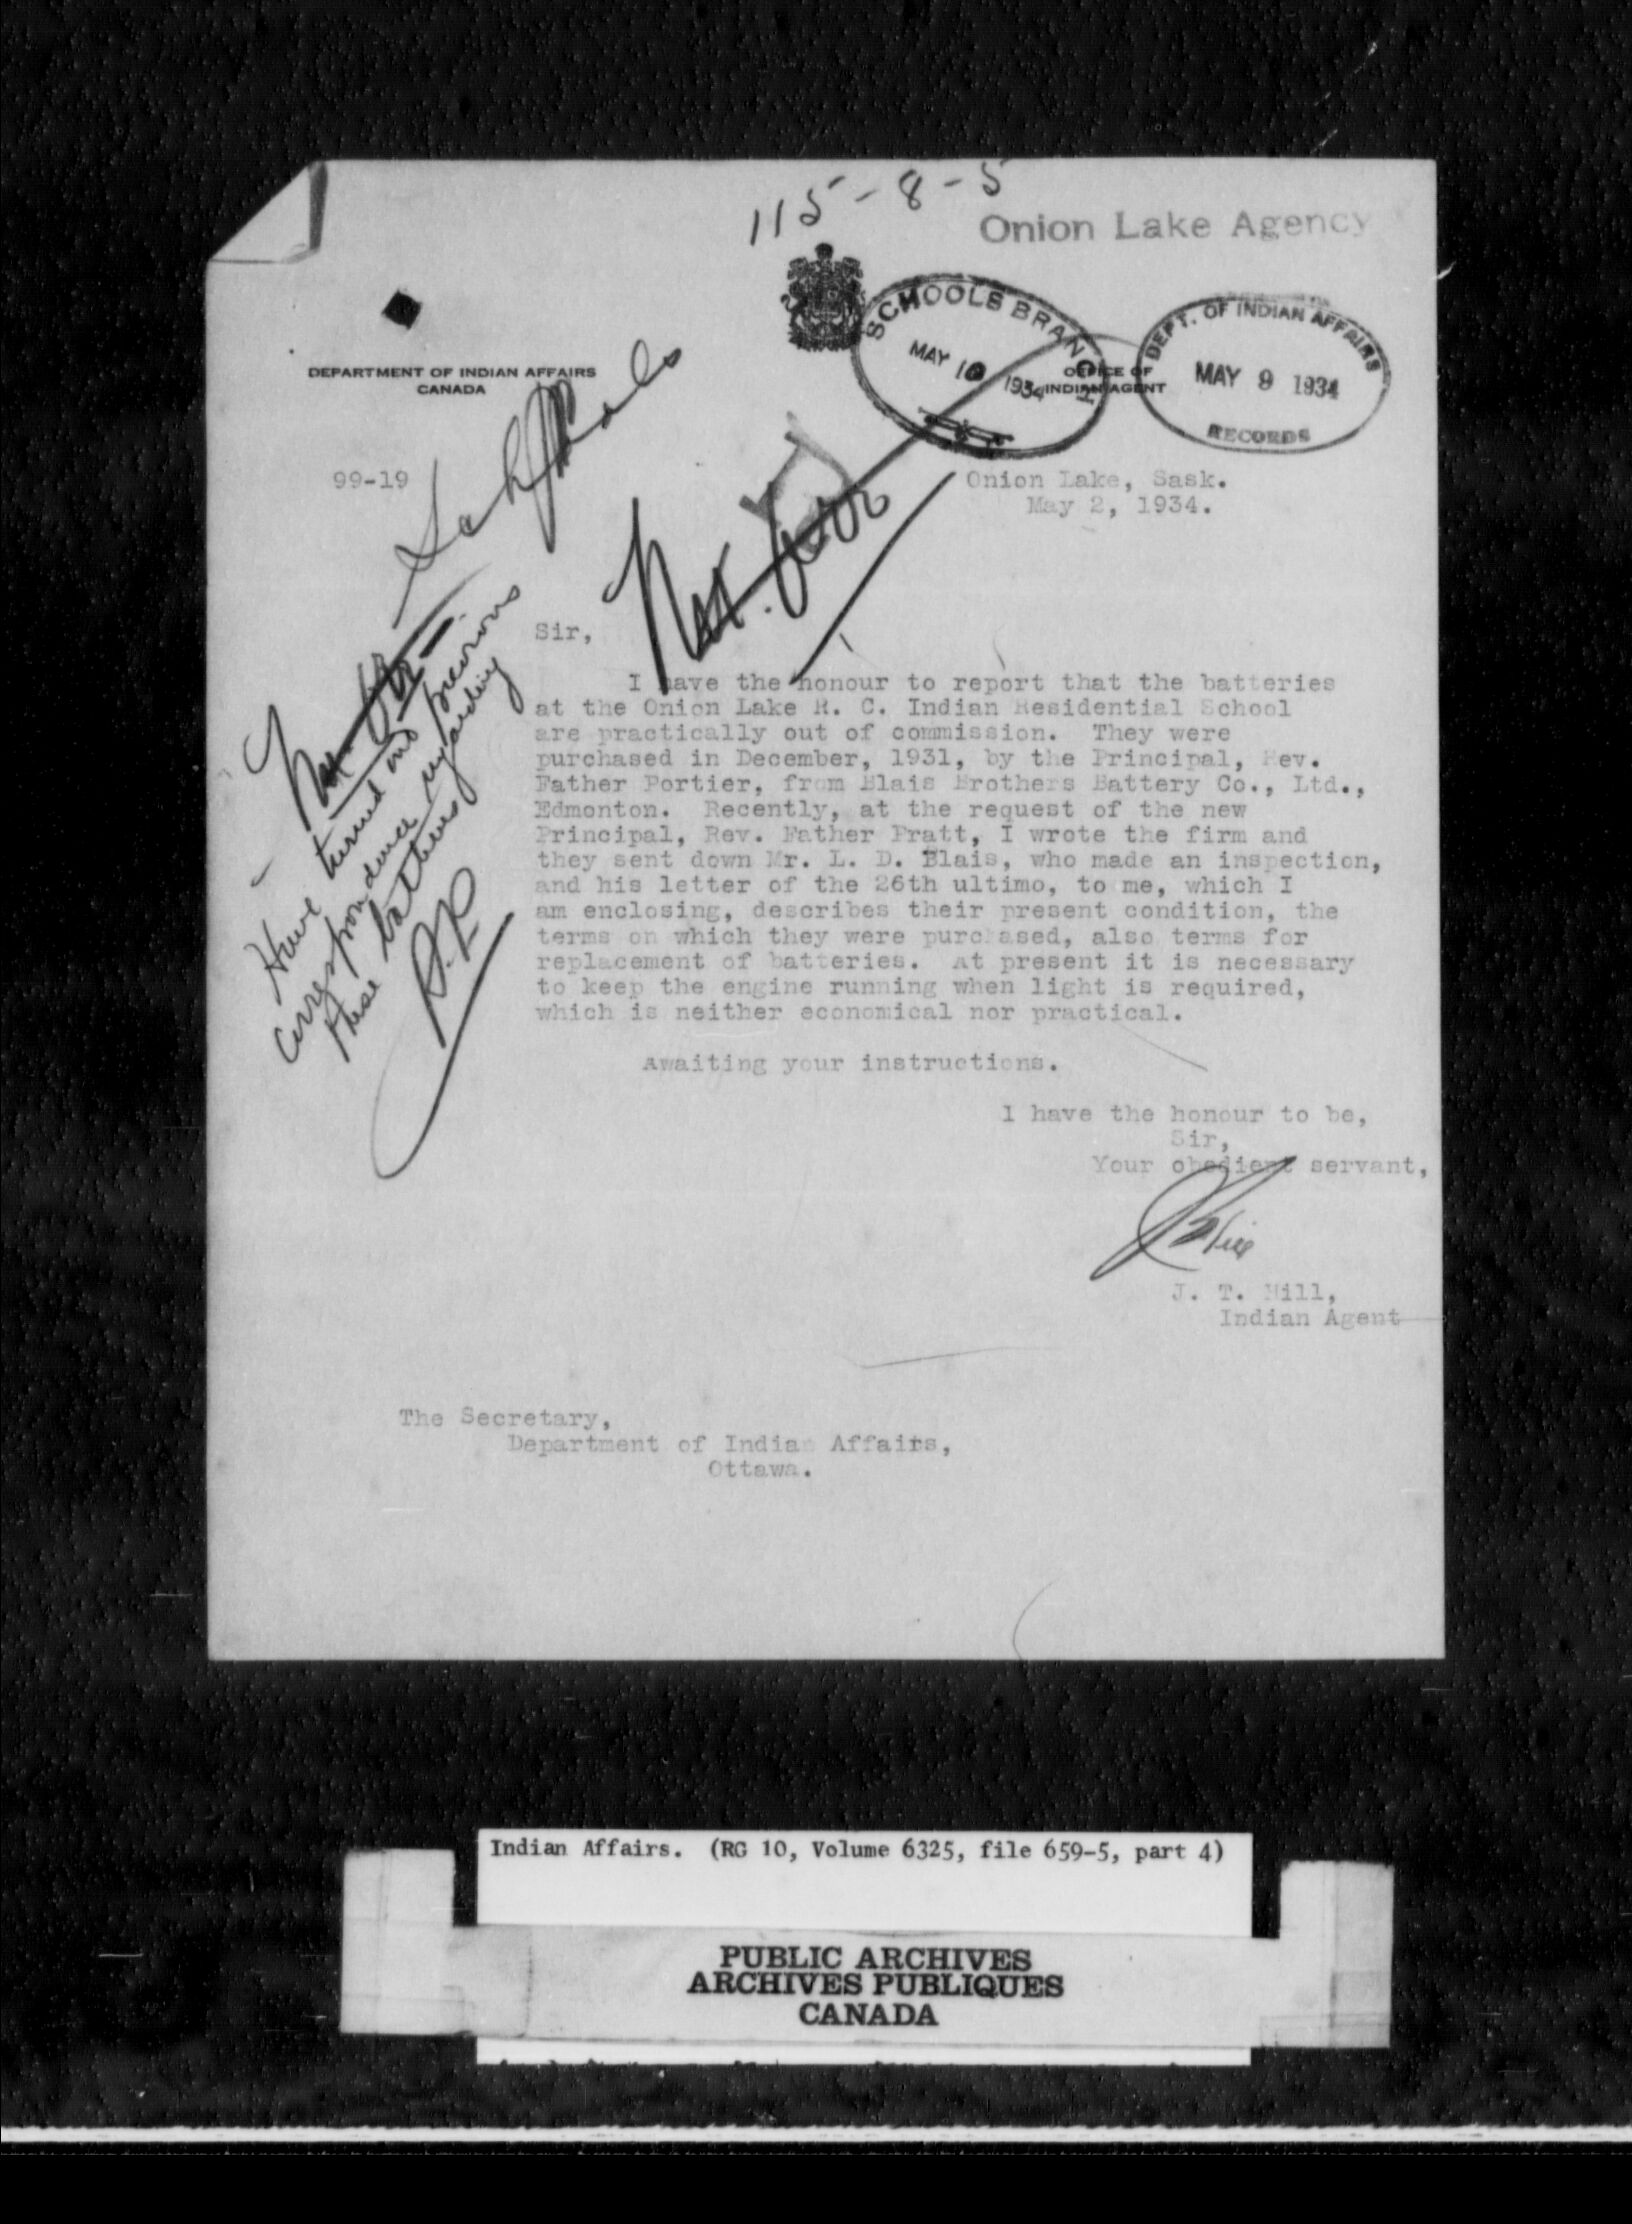 115-8-5
Onion Lake Agency
SCHOOLS BRANCH
MAY 10 1934
DEPT. OF INDIAN AFFAIRS
MAY 9 1934
RECORDS
DEPARTMENT OF INDIAN AFFAIRS
CANADA
OFFICE OF
INDIAN AGENT
Schools
99-19
Onion Lake, Sask.
May 2, 1934.
Sir,
I have the honour to report that the batteries
at the Onion Lake R. C. Indian Residential School
are practically out of commission. They were
purchased in December, 1931, by the Principal, Rev.
Father Portier, from Blais Brothers Battery Co., Ltd.,
Edmonton. Recently, at the request of the new
Principal, Rev. Father Pratt, I wrote the firm and
they sent down Mr. L. D. Blais, who made an inspection,
and his letter of the 26th ultimo, to me, which I
am enclosing, describes their present condition, the
terms on which they were purchased, also terms for
replacement of batteries. At present it is necessary
to keep the engine running when light is required,
which is neither economical nor practical.
Awaiting your instructions.
Have turned no previous
correspondence regarding
these batteries
A.P.
I have the honour to be,
Sir,
Your obedient servant,
J. T. Hill,
Indian Agent
The Secretary,
Department of Indian Affairs,
Ottawa.
Indian Affairs. (RG 10, Volume 6325, file 659-5, part 4)
PUBLIC ARCHIVES
ARCHIVES PUBLIQUES
CANADA